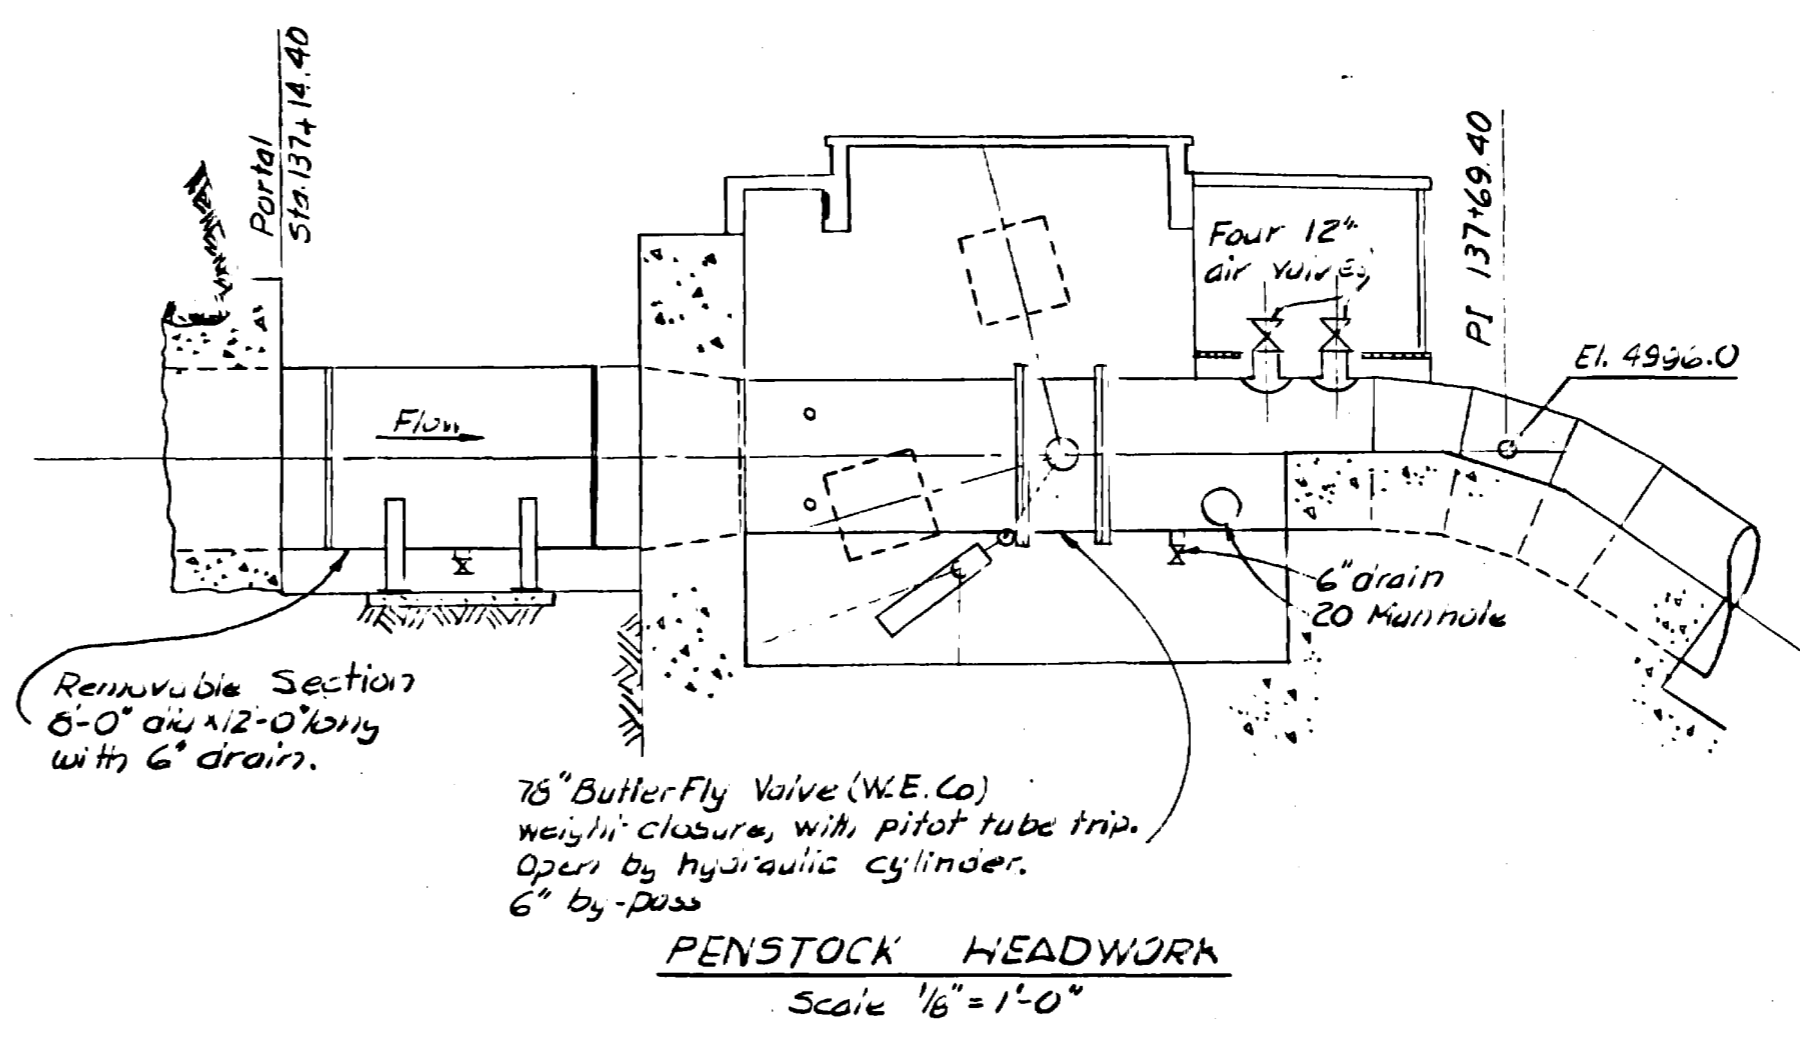 Portal
Sta. 137+14.40
PI 137+69.40
Four 12"
air valves
El. 4996.0
Flow
6" drain
20 Manhole
Removable Section
8'-0" dia x 12'-0" long
with 6" drain.
78" Butterfly Valve (W.E.Co)
weight closure, with pitot tube trip.
Open by hydraulic cylinder.
6" by-pass
PENSTOCK HEADWORK
Scale 1/8" = 1'-0"